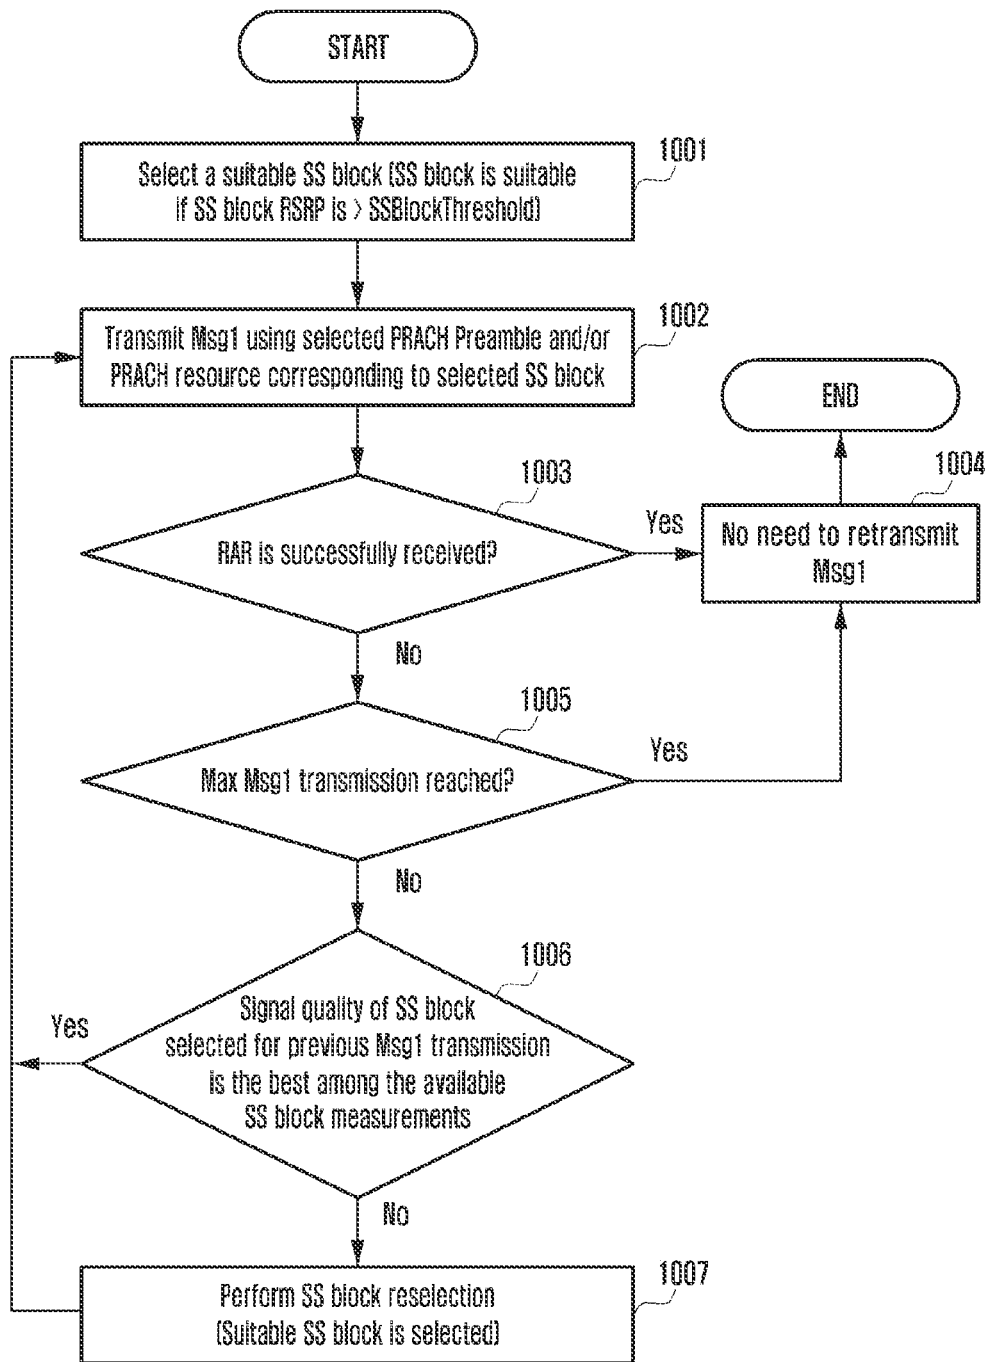 START
1001
Select a suitable SS block (SS block is suitable
if SS block RSRP is > SSBlockThreshold)
1002
Transmit Msg1 using selected PRACH Preamble and/or
PRACH resource corresponding to selected SS block
END
1003
1004
RAR is successfully received?
Yes
No need to retransmit
Msg1
No
1005
Max Msg1 transmission reached?
Yes
No
1006
Signal quality of SS block
selected for previous Msg1 transmission
is the best among the available
SS block measurements
Yes
No
1007
Perform SS block reselection
(Suitable SS block is selected)